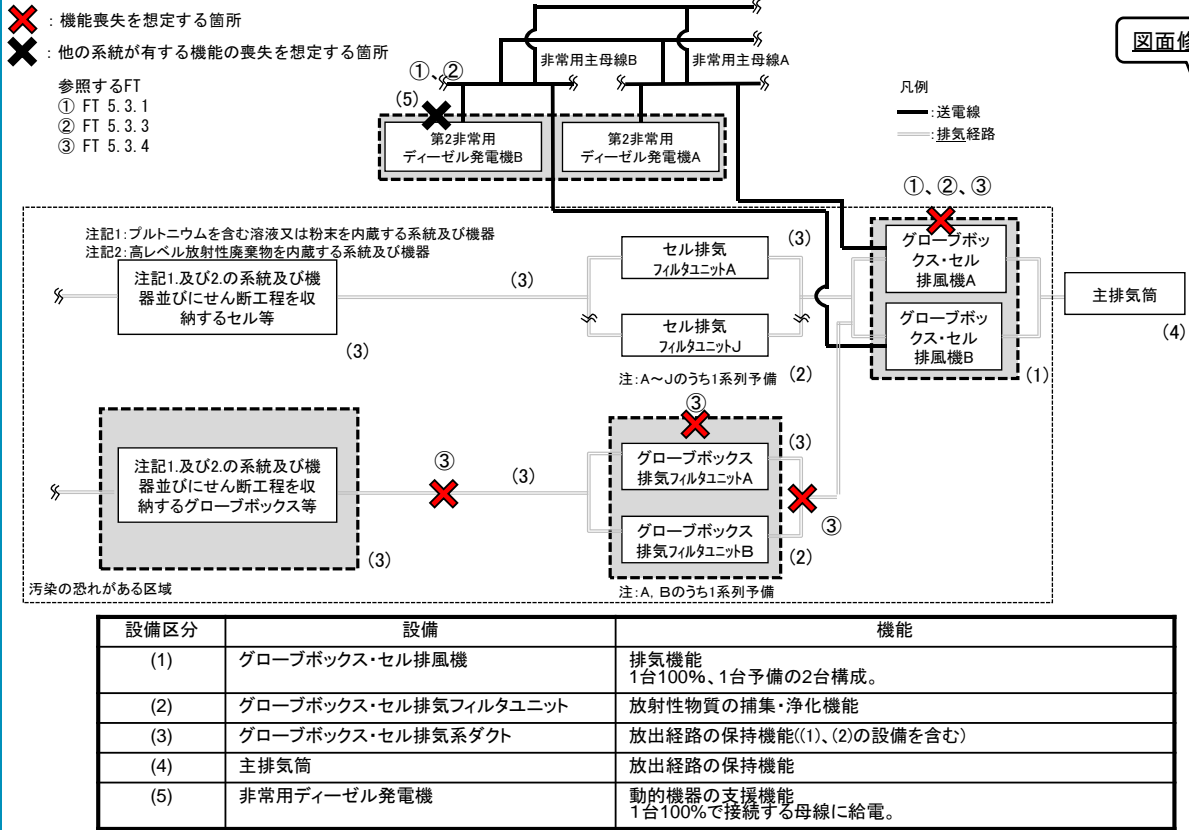 ：機能喪失を想定する箇所
：他の系統が有する機能の喪失を想定する箇所
参照するFT
① FT 5.3.1
② FT 5.3.3
③ FT 5.3.4
図面修
非常用主母線B
非常用主母線A
①、②
(5)
第2非常用
ディーゼル発電機B
第2非常用
ディーゼル発電機A
凡例
：送電線
：排気経路
①、②、③
注記1：プルトニウムを含む溶液又は粉末を内蔵する系統及び機器
注記2：高レベル放射性廃棄物を内蔵する系統及び機器
注記1.及び2.の系統及び機
器並びにせん断工程を収
納するセル等
(3)
(3)
セル排気
フィルタユニットA
(3)
セル排気
フィルタユニットJ
(2)
注：A～Jのうち1系列予備
グローブボッ
クス・セル
排風機A
グローブボッ
クス・セル
排風機B
(1)
主排気筒
(4)
注記1.及び2.の系統及び機
器並びにせん断工程を収
納するグローブボックス等
(3)
③
(3)
③
グローブボックス
排気フィルタユニットA
(3)
グローブボックス
排気フィルタユニットB
(2)
③
注：A, Bのうち1系列予備
汚染の恐れがある区域
設備区分 設備 機能
(1) グローブボックス・セル排風機 排気機能
1台100%、1台予備の2台構成。
(2) グローブボックス・セル排気フィルタユニット 放射性物質の捕集・浄化機能
(3) グローブボックス・セル排気系ダクト 放出経路の保持機能((1)、(2)の設備を含む)
(4) 主排気筒 放出経路の保持機能
(5) 非常用ディーゼル発電機 動的機器の支援機能
1台100%で接続する母線に給電。